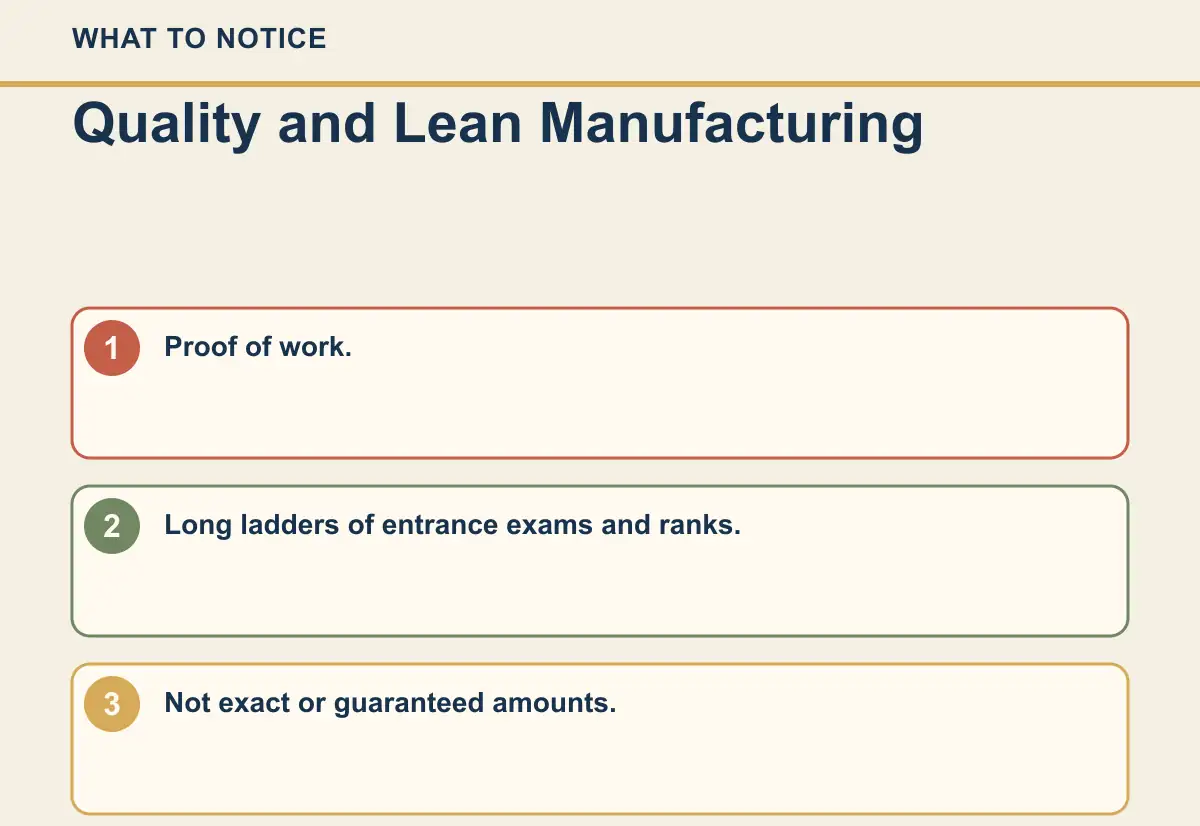 WHAT TO NOTICE
Quality and Lean Manufacturing
1 Proof of work.
2 Long ladders of entrance exams and ranks.
3 Not exact or guaranteed amounts.